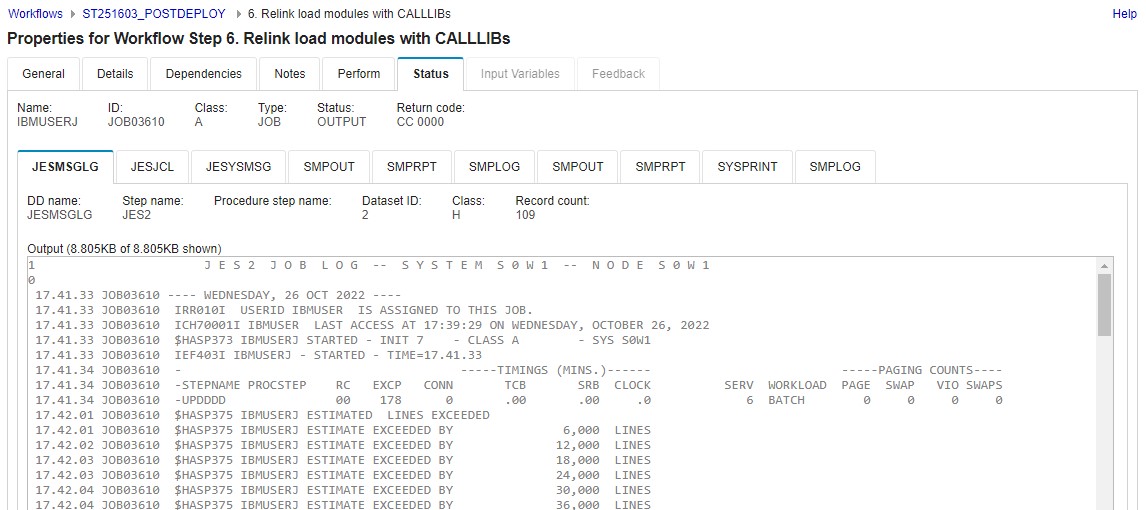 Workflows ▸ ST251603_POSTDEPLOY ▸ 6. Relink load modules with CALLLIBs Help
Properties for Workflow Step 6. Relink load modules with CALLLIBs
General Details Dependencies Notes Perform Status Input Variables Feedback
Name: ID: Class: Type: Status: Return code:
IBMUSERJ JOB03610 A JOB OUTPUT CC 0000
JESMSGLG JESJCL JESYSMSG SMPOUT SMPRPT SMPLOG SMPOUT SMPRPT SYSPRINT SMPLOG
DD name: Step name: Procedure step name: Dataset ID: Class: Record count:
JESMSGLG JES2 2 H 109
Output (8.805KB of 8.805KB shown)
1 J E S 2 J O B L O G -- S Y S T E M S 0 W 1 -- N O D E S 0 W 1
0
17.41.33 JOB03610 ---- WEDNESDAY, 26 OCT 2022 ----
17.41.33 JOB03610 IRR010I USERID IBMUSER IS ASSIGNED TO THIS JOB.
17.41.33 JOB03610 ICH70001I IBMUSER LAST ACCESS AT 17:39:29 ON WEDNESDAY, OCTOBER 26, 2022
17.41.33 JOB03610 $HASP373 IBMUSERJ STARTED - INIT 7 - CLASS A - SYS S0W1
17.41.33 JOB03610 IEF403I IBMUSERJ - STARTED - TIME=17.41.33
17.41.34 JOB03610 - -----TIMINGS (MINS.)------ -----PAGING COUNTS----
17.41.34 JOB03610 -STEPNAME PROCSTEP RC EXCP CONN TCB SRB CLOCK SERV WORKLOAD PAGE SWAP VIO SWAPS
17.41.34 JOB03610 -UPDDDD 00 178 0 .00 .00 .0 6 BATCH 0 0 0 0
17.42.01 JOB03610 $HASP375 IBMUSERJ ESTIMATED LINES EXCEEDED
17.42.01 JOB03610 $HASP375 IBMUSERJ ESTIMATE EXCEEDED BY 6,000 LINES
17.42.02 JOB03610 $HASP375 IBMUSERJ ESTIMATE EXCEEDED BY 12,000 LINES
17.42.03 JOB03610 $HASP375 IBMUSERJ ESTIMATE EXCEEDED BY 18,000 LINES
17.42.03 JOB03610 $HASP375 IBMUSERJ ESTIMATE EXCEEDED BY 24,000 LINES
17.42.04 JOB03610 $HASP375 IBMUSERJ ESTIMATE EXCEEDED BY 30,000 LINES
17.42.04 JOB03610 $HASP375 IBMUSERJ ESTIMATE EXCEEDED BY 36,000 LINES